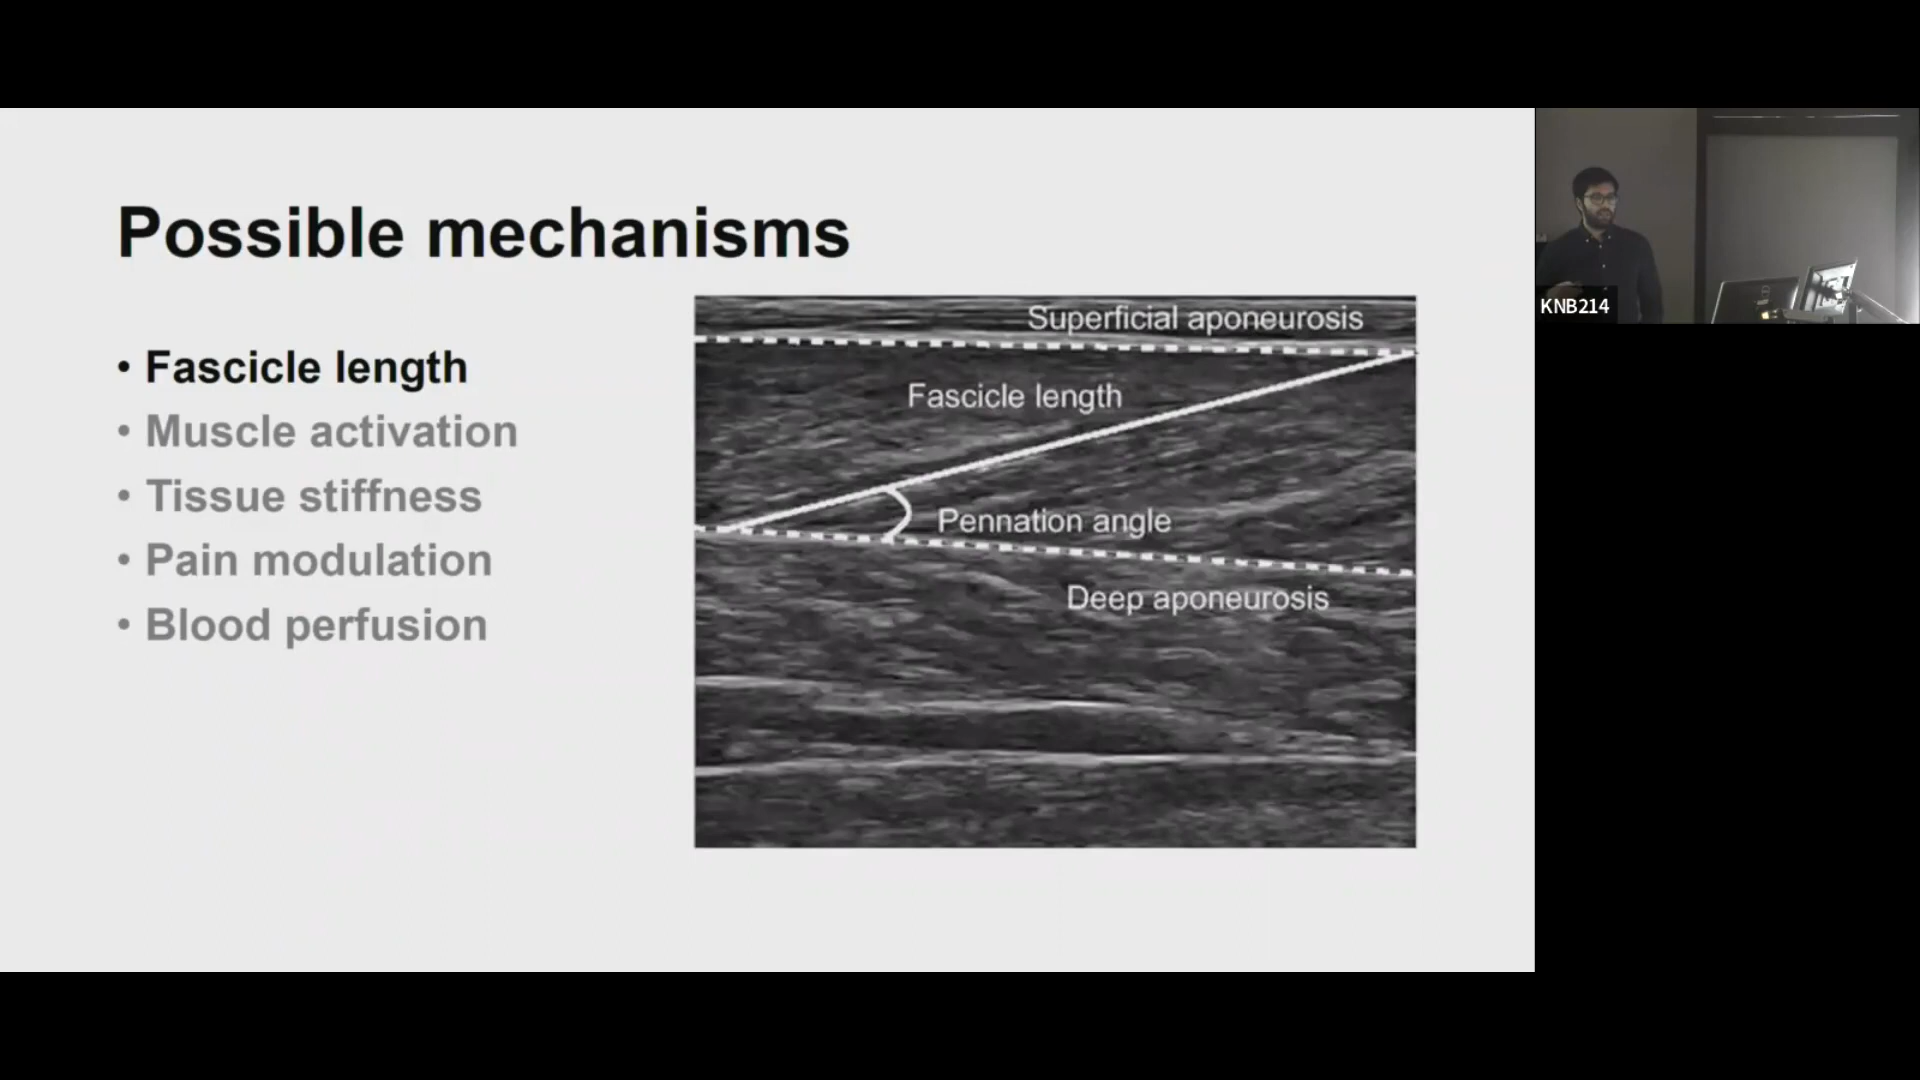 Possible mechanisms
• Fascicle length
• Muscle activation
• Tissue stiffness
• Pain modulation
• Blood perfusion
Superficial aponeurosis
Fascicle length
Pennation angle
Deep aponeurosis
KNB214